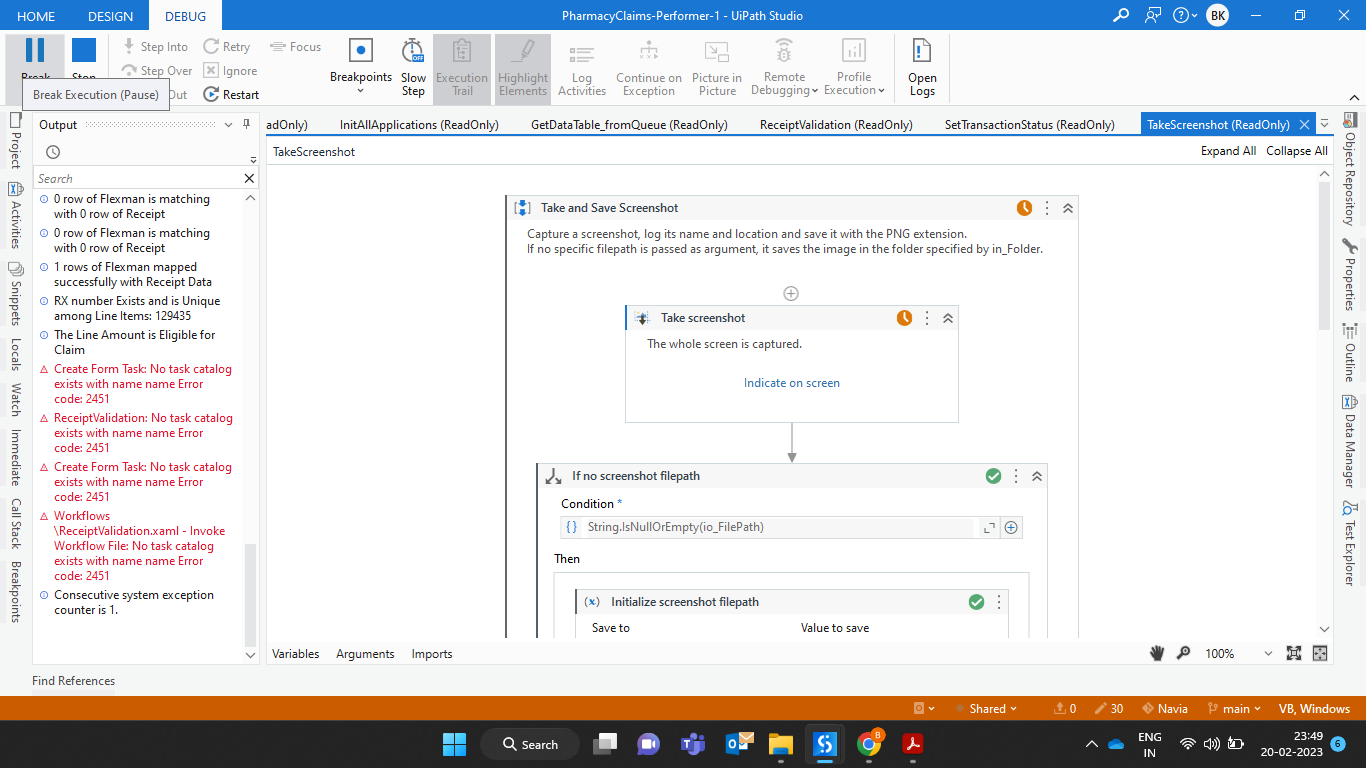 HOME
DESIGN
DEBUG
PharmacyClaims-Performer-1 - UiPath Studio
BK
Break
Stop
Step Into
Retry
Focus
Step Over
Ignore
Out
Restart
Breakpoints
Slow
Step
OFF
Execution
Trail
Highlight
Elements
Log
Activities
Continue on
Exception
Picture in
Picture
Remote
Debugging
Profile
Execution
Open
Logs
Break Execution (Pause)
Output
adOnly)
InitAllApplications (ReadOnly)
GetDataTable_fromQueue (ReadOnly)
ReceiptValidation (ReadOnly)
SetTransactionStatus (ReadOnly)
TakeScreenshot (ReadOnly)
TakeScreenshot
Expand All
Collapse All
Search
0 row of Flexman is matching
with 0 row of Receipt
0 row of Flexman is matching
with 0 row of Receipt
1 rows of Flexman mapped
successfully with Receipt Data
RX number Exists and is Unique
among Line Items: 129435
The Line Amount is Eligible for
Claim
Create Form Task: No task catalog
exists with name name Error
code: 2451
ReceiptValidation: No task catalog
exists with name name Error
code: 2451
Create Form Task: No task catalog
exists with name name Error
code: 2451
Workflows
\ReceiptValidation.xaml - Invoke
Workflow File: No task catalog
exists with name name Error
code: 2451
Consecutive system exception
counter is 1.
Project
Activities
Snippets
Locals
Watch
Immediate
Call Stack
Breakpoints
Take and Save Screenshot
Capture a screenshot, log its name and location and save it with the PNG extension.
If no specific filepath is passed as argument, it saves the image in the folder specified by in_Folder.
Take screenshot
The whole screen is captured.
Indicate on screen
If no screenshot filepath
Condition *
String.IsNullOrEmpty(io_FilePath)
Then
Initialize screenshot filepath
Save to
Value to save
Object Repository
Properties
Outline
Data Manager
Test Explorer
Variables
Arguments
Imports
100%
Find References
Shared
0
30
Navia
main
VB, Windows
Search
B
ENG
IN
23:49
20-02-2023
6